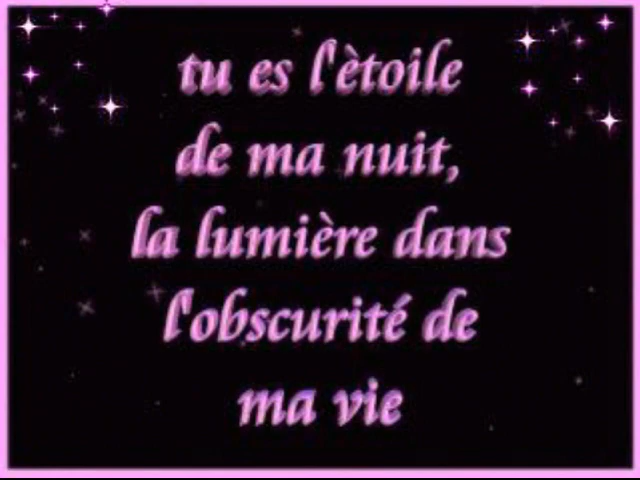 tu es l'ètoile
de ma nuit,
la lumière dans
l'obscurité de
ma vie